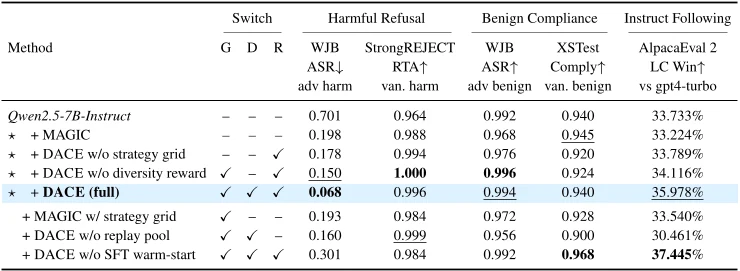 Switch Harmful Refusal Benign Compliance Instruct Following
Method G D R WJB StrongREJECT WJB XSTest AlpacaEval 2
ASR↓ RTA↑ ASR↑ Comply↑ LC Win↑
adv harm van. harm adv benign van. benign vs gpt4-turbo
Qwen2.5-7B-Instruct – – – 0.701 0.964 0.992 0.940 33.733%
⋆ + MAGIC – – – 0.198 0.988 0.968 0.945 33.224%
⋆ + DACE w/o strategy grid – – ✓ 0.178 0.994 0.976 0.920 33.789%
⋆ + DACE w/o diversity reward ✓ – ✓ 0.150 1.000 0.996 0.924 34.116%
⋆ + DACE (full) ✓ ✓ ✓ 0.068 0.996 0.994 0.940 35.978%
+ MAGIC w/ strategy grid ✓ – – 0.193 0.984 0.972 0.928 33.540%
+ DACE w/o replay pool ✓ ✓ – 0.160 0.999 0.956 0.900 30.461%
+ DACE w/o SFT warm-start ✓ ✓ ✓ 0.301 0.984 0.992 0.968 37.445%